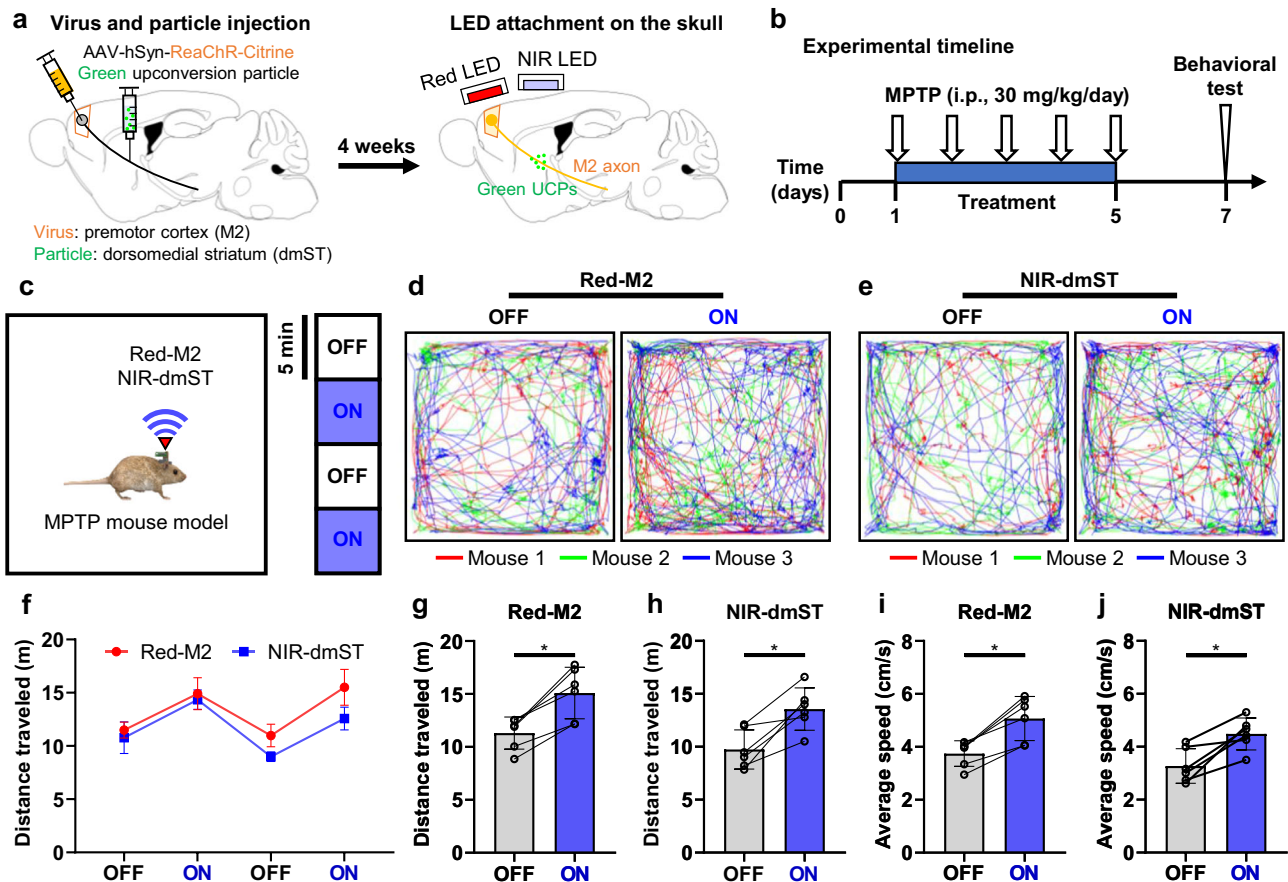 a
Virus and particle injection
AAV-hSyn-ReaChR-Citrine
Green upconversion particle
4 weeks
Virus: premotor cortex (M2)
Particle: dorsomedial striatum (dmST)
LED attachment on the skull
Red LED
NIR LED
M2 axon
Green UCPs
b
Experimental timeline
MPTP (i.p., 30 mg/kg/day)
Behavioral
test
Time
(days)
Treatment
0
1
5
7
c
Red-M2
NIR-dmST
MPTP mouse model
5 min
OFF
ON
OFF
ON
d
Red-M2
OFF
ON
Mouse 1
Mouse 2
Mouse 3
e
NIR-dmST
OFF
ON
Mouse 1
Mouse 2
Mouse 3
f
Distance traveled (m)
20
15
10
5
0
Red-M2
NIR-dmST
OFF
ON
OFF
ON
g
Red-M2
Distance traveled (m)
20
15
10
5
0
*
OFF
ON
h
NIR-dmST
Distance traveled (m)
20
15
10
5
0
*
OFF
ON
i
Red-M2
Average speed (cm/s)
8
6
4
2
0
*
OFF
ON
j
NIR-dmST
Average speed (cm/s)
8
6
4
2
0
*
OFF
ON